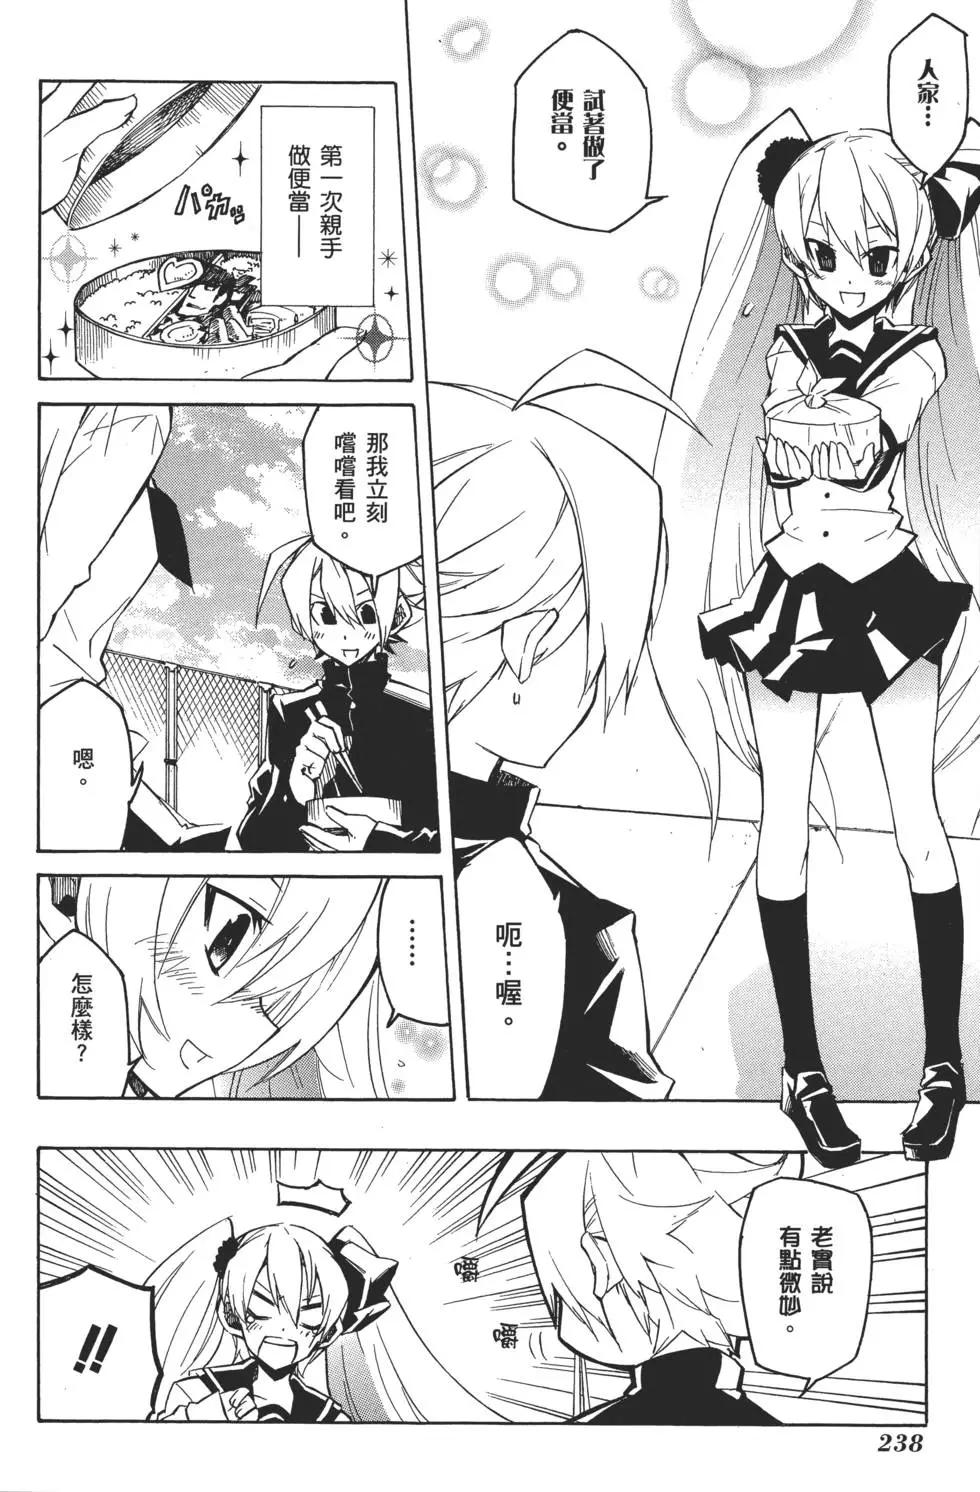 人家…
試著做了
便當。
呃…喔。
第一次親手
做便當——
パカッ
那我立刻
嚐嚐看吧。
嗯。
……
怎麼樣？
老實說
有點微妙。
!!
238